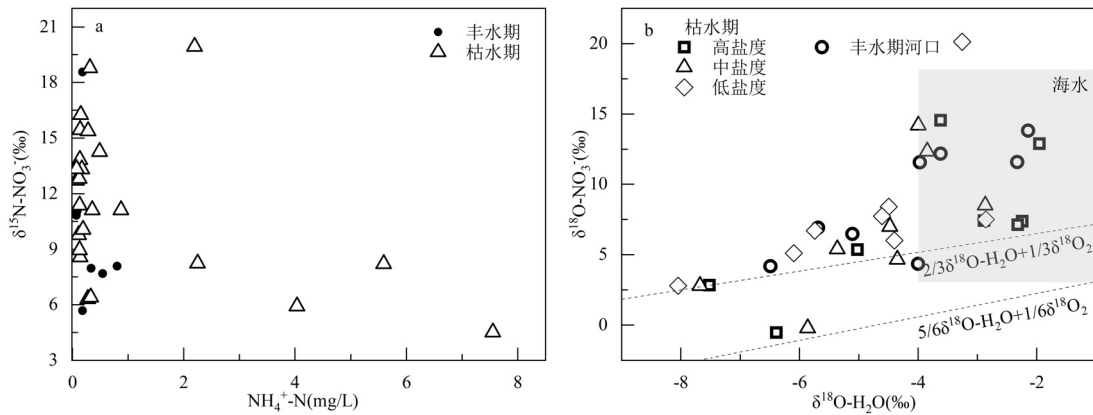 a
丰水期
枯水期
21
18
15
12
9
6
3
δ¹⁵N-NO₃⁻(‰)
0
2
4
6
8
NH₄⁺-N(mg/L)
b
枯水期
高盐度
中盐度
低盐度
丰水期河口
海水
20
15
10
5
0
δ¹⁸O-NO₃⁻(‰)
2/3δ¹⁸O-H₂O+1/3δ¹⁸O₂
5/6δ¹⁸O-H₂O+1/6δ¹⁸O₂
-8
-6
-4
-2
δ¹⁸O-H₂O(‰)